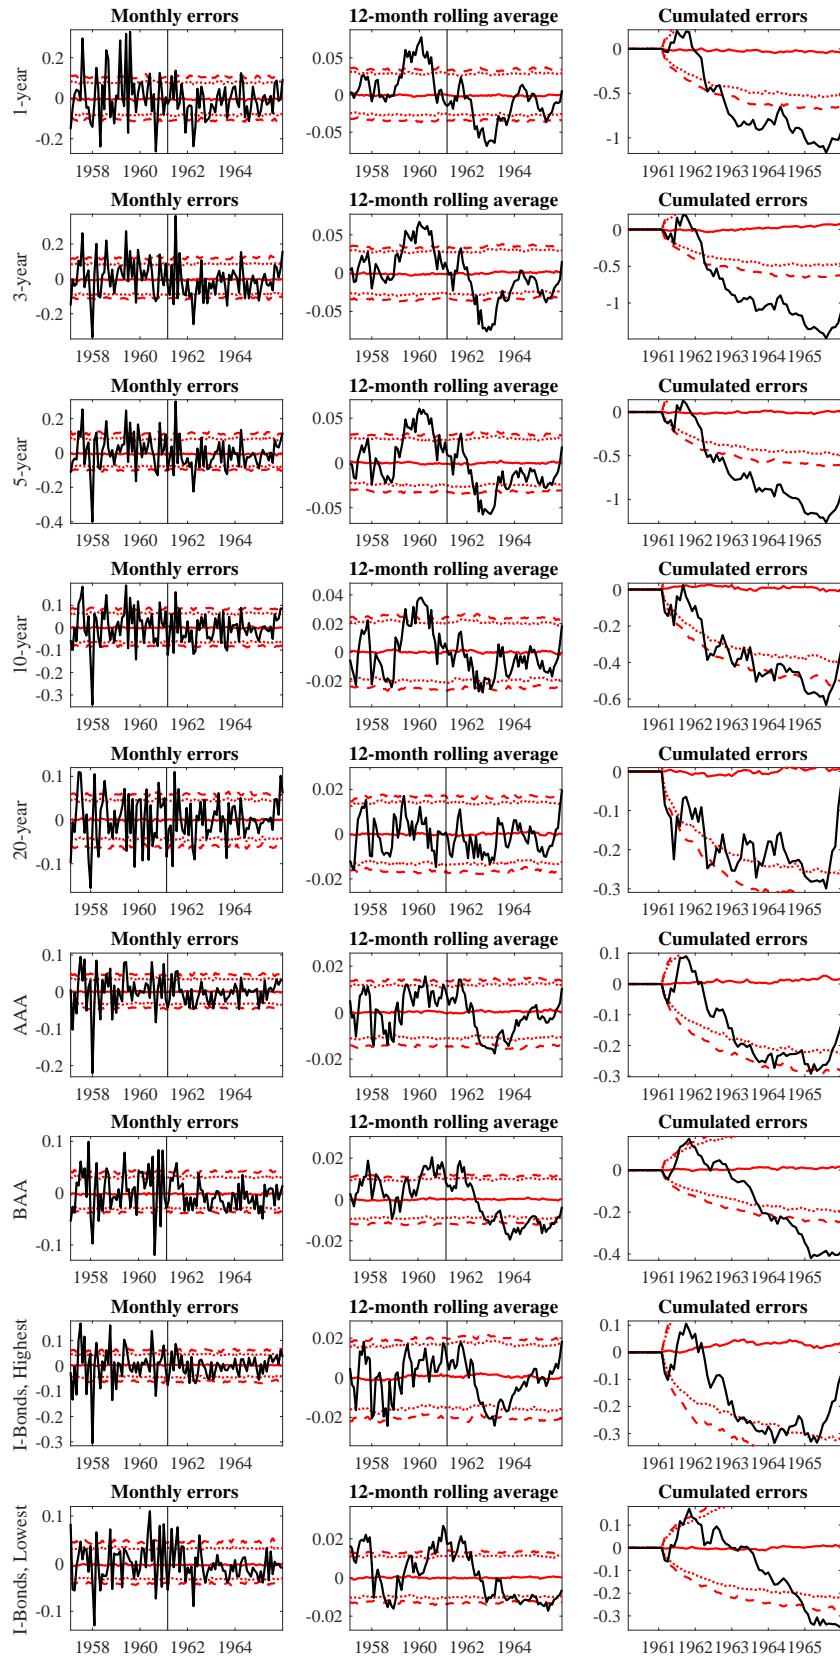 Monthly errors 12-month rolling average Cumulated errors
1-year
0.2 0 -0.2
0.05 0 -0.05
0 -0.5 -1
1958 1960 1962 1964 1958 1960 1962 1964 1961 1962 1963 1964 1965
Monthly errors 12-month rolling average Cumulated errors
3-year
0.2 0 -0.2
0.05 0 -0.05
0 -0.5 -1
1958 1960 1962 1964 1958 1960 1962 1964 1961 1962 1963 1964 1965
Monthly errors 12-month rolling average Cumulated errors
5-year
0.2 0 -0.2 -0.4
0.05 0 -0.05
0 -0.5 -1
1958 1960 1962 1964 1958 1960 1962 1964 1961 1962 1963 1964 1965
Monthly errors 12-month rolling average Cumulated errors
10-year
0.1 0 -0.1 -0.2 -0.3
0.04 0.02 0 -0.02
0 -0.2 -0.4 -0.6
1958 1960 1962 1964 1958 1960 1962 1964 1961 1962 1963 1964 1965
Monthly errors 12-month rolling average Cumulated errors
20-year
0.1 0 -0.1
0.02 0 -0.02
0 -0.1 -0.2 -0.3
1958 1960 1962 1964 1958 1960 1962 1964 1961 1962 1963 1964 1965
Monthly errors 12-month rolling average Cumulated errors
AAA
0.1 0 -0.1 -0.2
0.02 0 -0.02
0.1 0 -0.1 -0.2 -0.3
1958 1960 1962 1964 1958 1960 1962 1964 1961 1962 1963 1964 1965
Monthly errors 12-month rolling average Cumulated errors
BAA
0.1 0 -0.1
0.02 0 -0.02
0 -0.2 -0.4
1958 1960 1962 1964 1958 1960 1962 1964 1961 1962 1963 1964 1965
Monthly errors 12-month rolling average Cumulated errors
I-Bonds, Highest
0.1 0 -0.1 -0.2 -0.3
0.02 0 -0.02
0.1 0 -0.1 -0.2 -0.3
1958 1960 1962 1964 1958 1960 1962 1964 1961 1962 1963 1964 1965
Monthly errors 12-month rolling average Cumulated errors
I-Bonds, Lowest
0.1 0 -0.1
0.02 0 -0.02
0.1 0 -0.1 -0.2 -0.3
1958 1960 1962 1964 1958 1960 1962 1964 1961 1962 1963 1964 1965